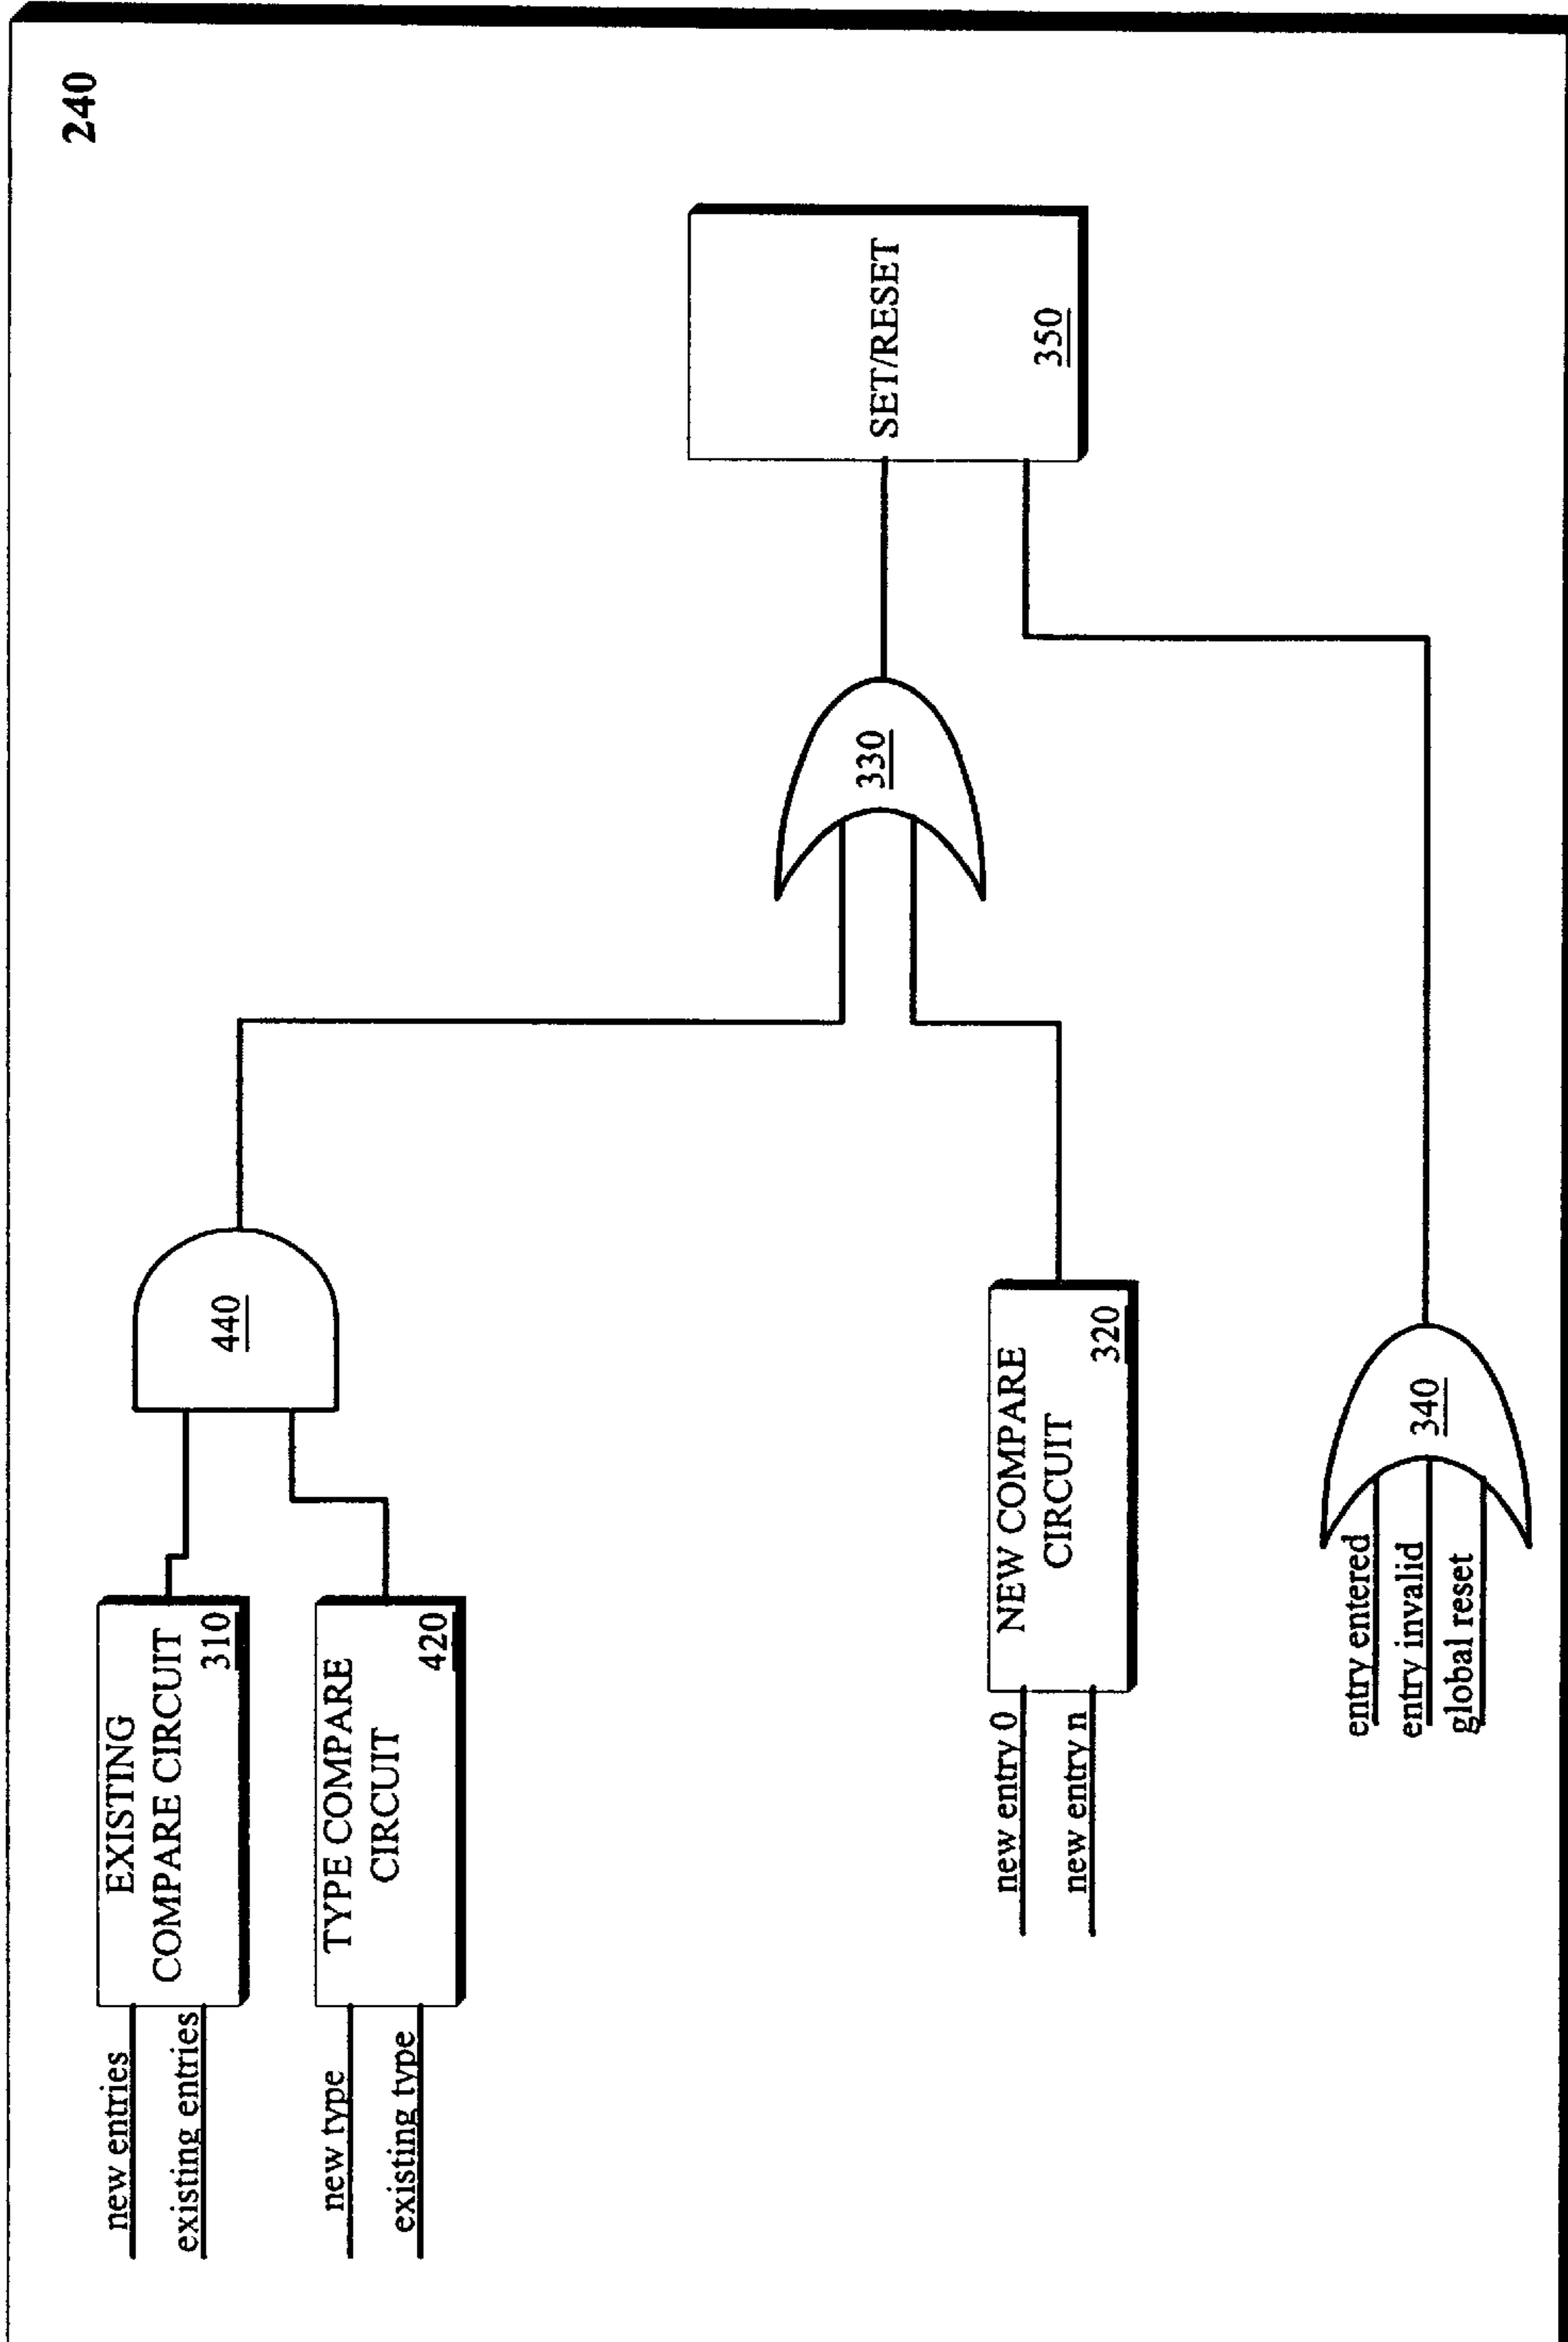 240
new entries
existing entries
EXISTING
COMPARE CIRCUIT
310
new type
existing type
TYPE COMPARE
CIRCUIT
420
440
new entry 0
new entry n
NEW COMPARE
CIRCUIT
320
330
SET/RESET
350
entry entered
entry invalid
global reset
340